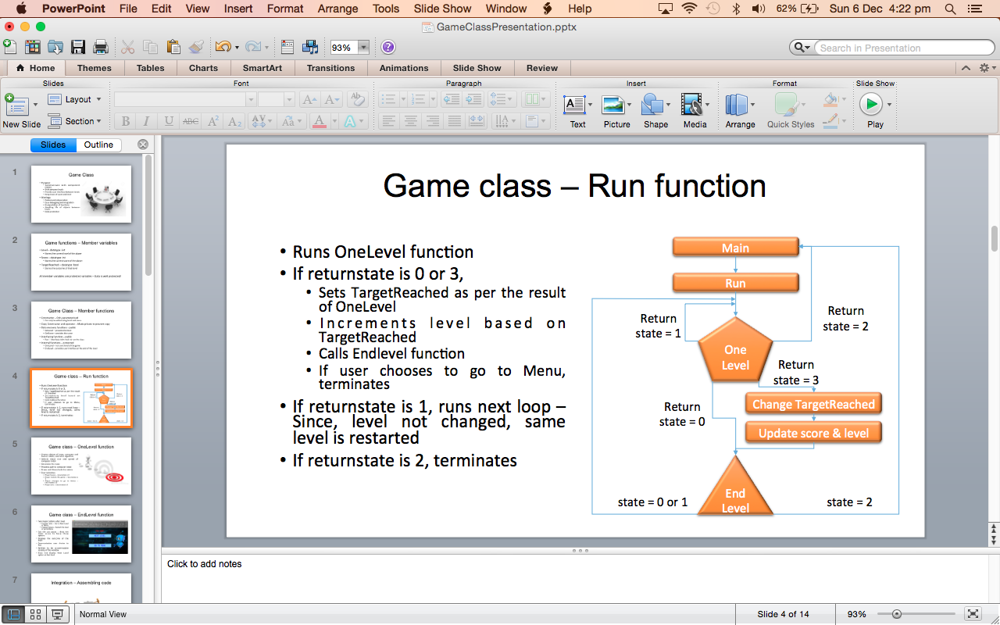 PowerPoint File Edit View Insert Format Arrange Tools Slide Show Window Help 62% Sun 6 Dec 4:22 pm
GameClassPresentation.pptx
93% Search in Presentation
Home Themes Tables Charts SmartArt Transitions Animations Slide Show Review
Slides Font Paragraph Insert Format Slide Show
Layout
Section
New Slide
B I U ABC A² A₂ AV Aa A A
Text Picture Shape Media Arrange Quick Styles Play
Slides Outline
1
Game Class
2
Game functions – Member variables
3
Game Class – Member functions
4
Game class – Run function
5
Game class – OneLevel function
6
Game class – EndLevel function
7
Integration – Assembling code
Game class – Run function
• Runs OneLevel function
• If returnstate is 0 or 3,
• Sets TargetReached as per the result
of OneLevel
• Increments level based on
TargetReached
• Calls Endlevel function
• If user chooses to go to Menu,
terminates
• If returnstate is 1, runs next loop –
Since, level not changed, same
level is restarted
• If returnstate is 2, terminates
Main
Run
Return
state = 1
Return
state = 2
One
Level
Return
state = 3
Change TargetReached
Return
state = 0
Update score & level
End
Level
state = 0 or 1
state = 2
Click to add notes
Normal View Slide 4 of 14 93%